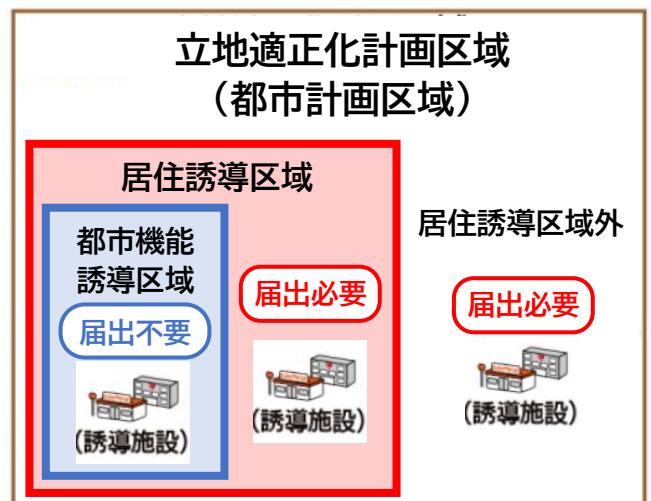 立地適正化計画区域
（都市計画区域）
居住誘導区域
都市機能
誘導区域
届出不要
(誘導施設)
届出必要
(誘導施設)
居住誘導区域外
届出必要
(誘導施設)